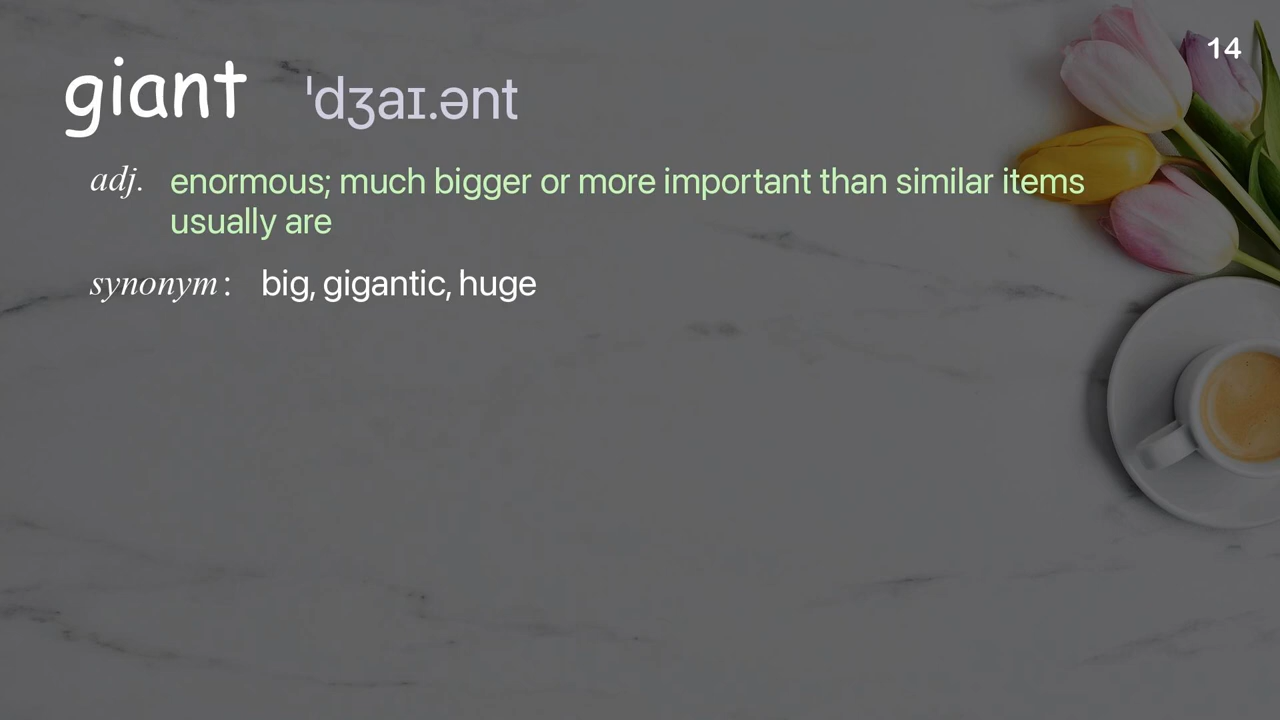 14
giant ˈdʒaɪ.ənt
adj. enormous; much bigger or more important than similar items
usually are
synonym: big, gigantic, huge